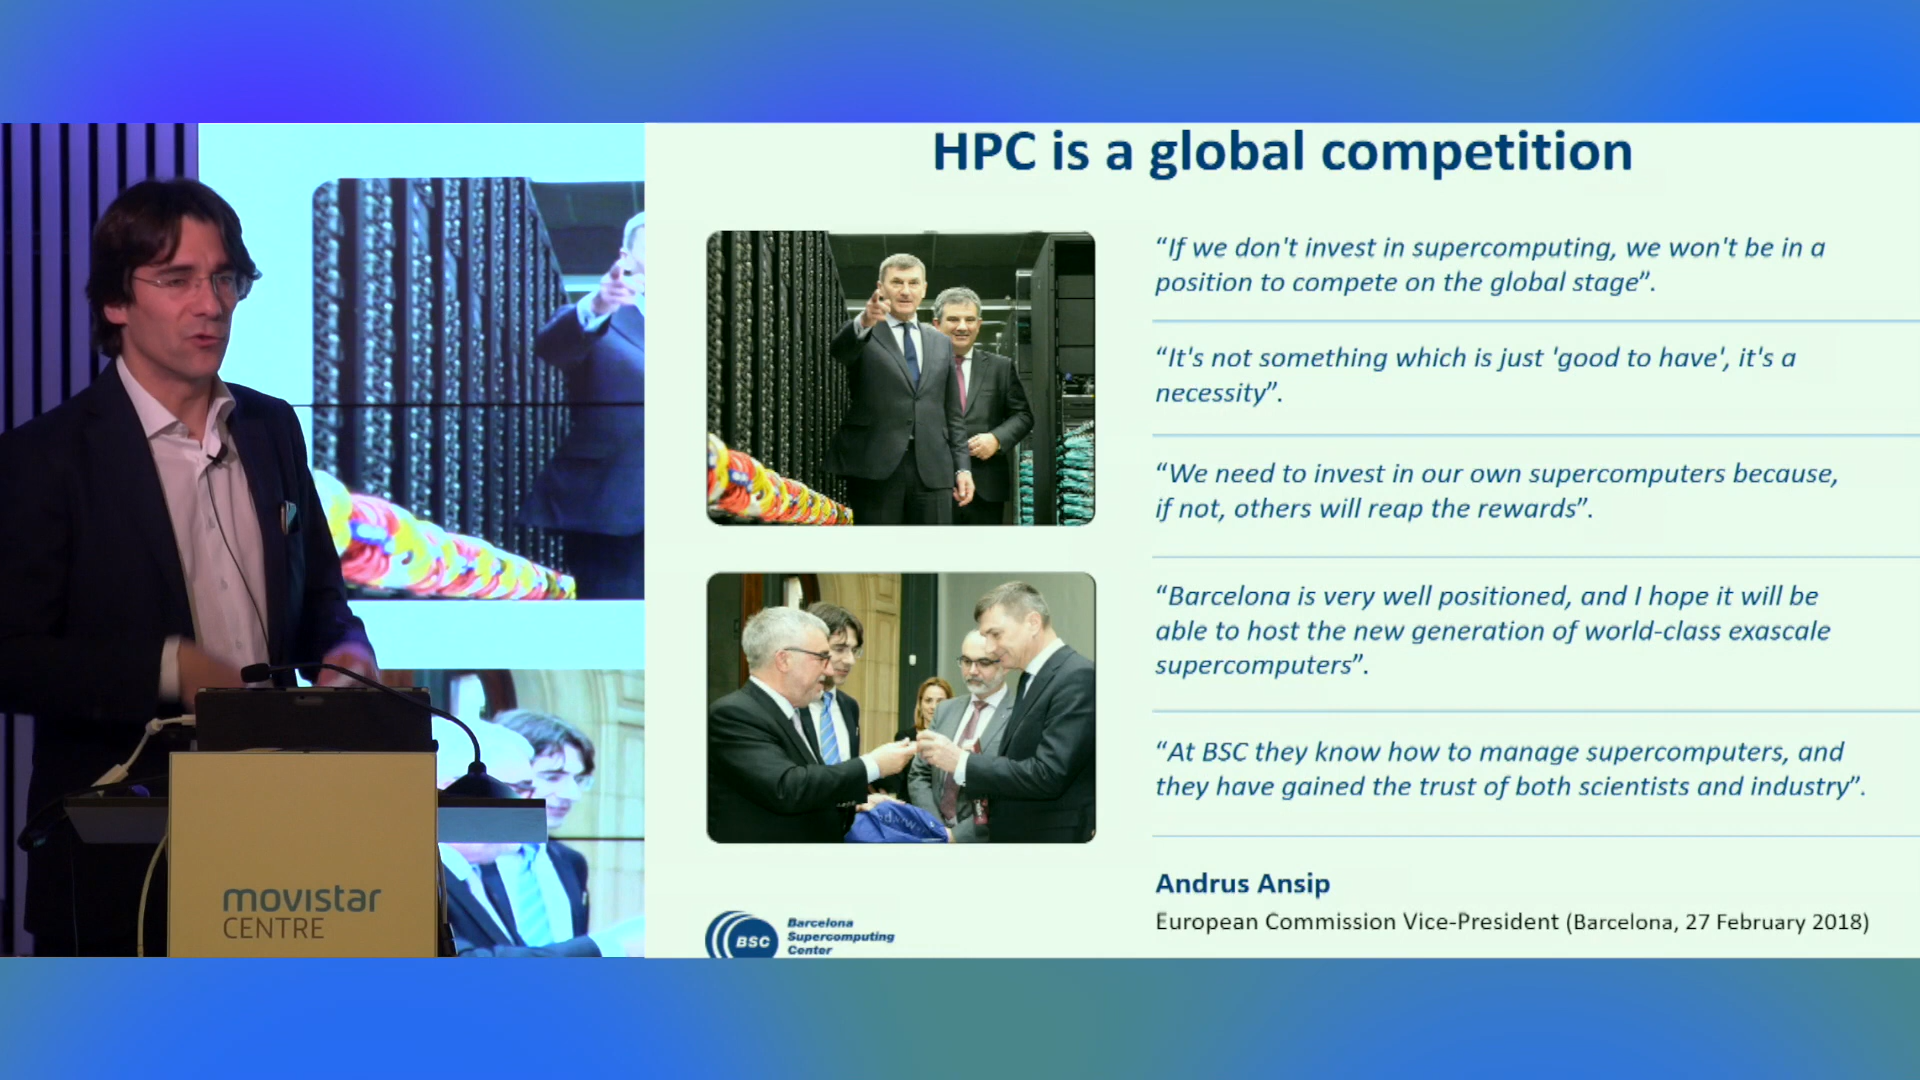 HPC is a global competition
“If we don't invest in supercomputing, we won't be in a
position to compete on the global stage”.
“It's not something which is just 'good to have', it's a
necessity”.
“We need to invest in our own supercomputers because,
if not, others will reap the rewards”.
“Barcelona is very well positioned, and I hope it will be
able to host the new generation of world-class exascale
supercomputers”.
“At BSC they know how to manage supercomputers, and
they have gained the trust of both scientists and industry”.
Andrus Ansip
European Commission Vice-President (Barcelona, 27 February 2018)
BSC
Barcelona
Supercomputing
Center
movistar
CENTRE